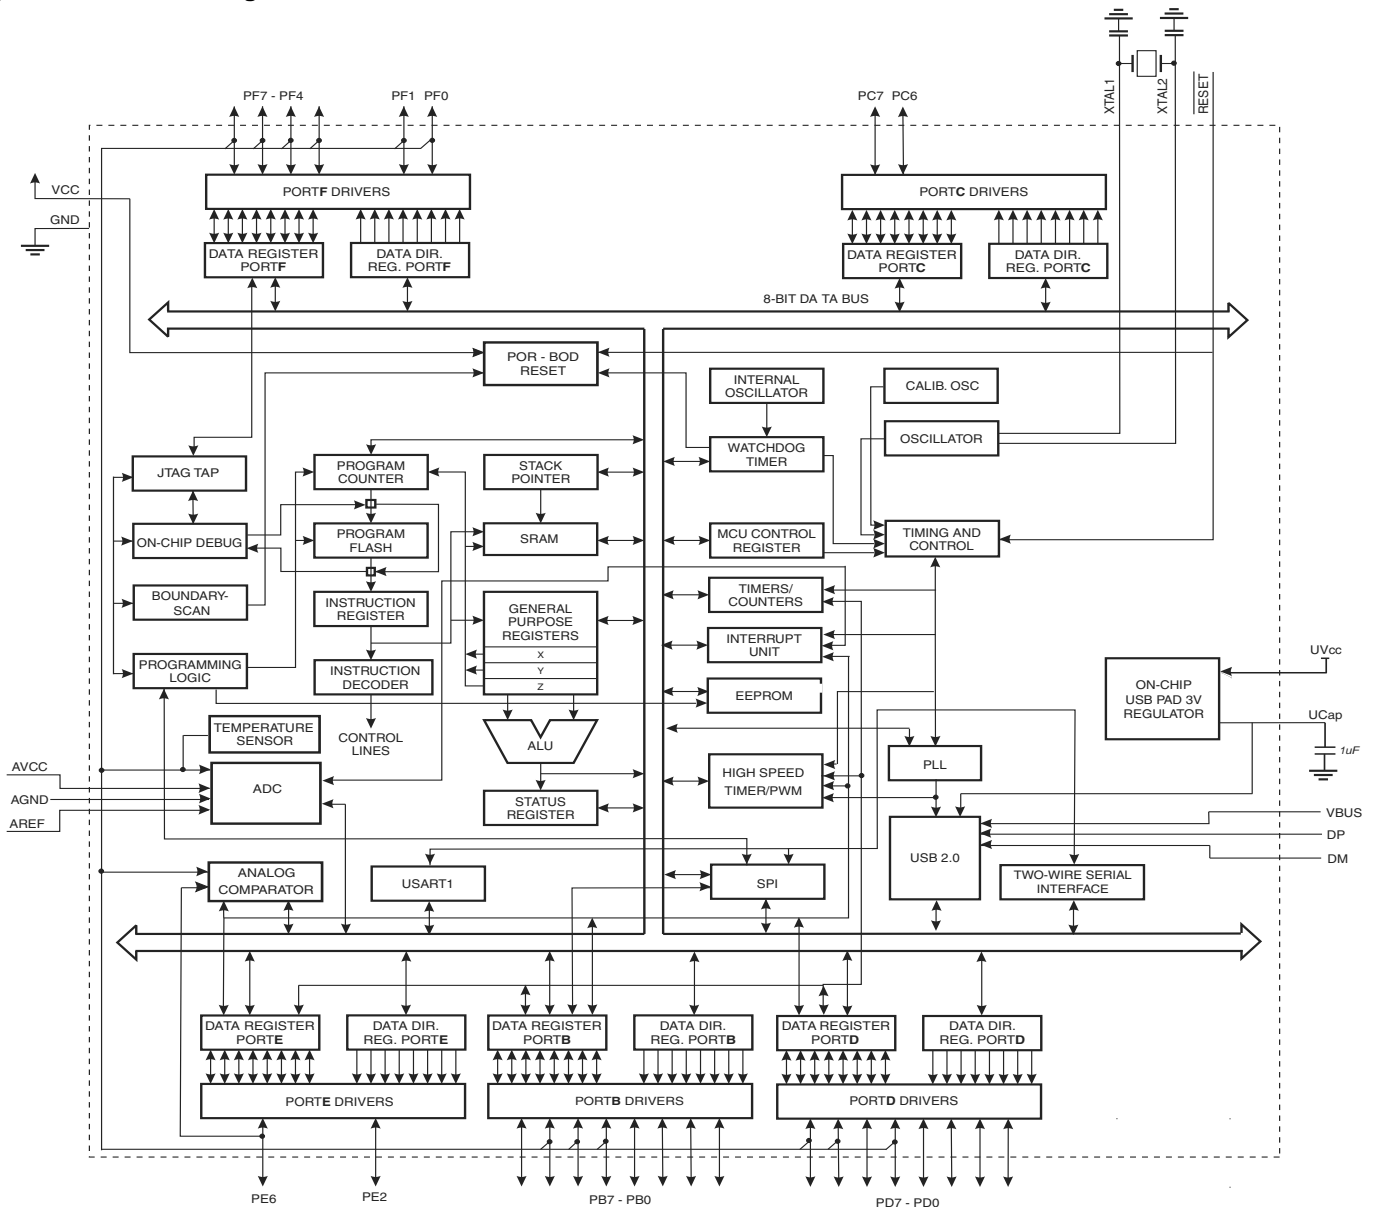 XTAL1
XTAL2
RESET
PF7 - PF4
PF1
PF0
PC7
PC6
VCC
GND
PORTF DRIVERS
PORTC DRIVERS
DATA REGISTER
PORTF
DATA DIR.
REG. PORTF
DATA REGISTER
PORTC
DATA DIR.
REG. PORTC
8-BIT DA TA BUS
POR - BOD
RESET
INTERNAL
OSCILLATOR
CALIB. OSC
WATCHDOG
TIMER
OSCILLATOR
JTAG TAP
PROGRAM
COUNTER
STACK
POINTER
ON-CHIP DEBUG
PROGRAM
FLASH
SRAM
MCU CONTROL
REGISTER
TIMING AND
CONTROL
BOUNDARY-
SCAN
INSTRUCTION
REGISTER
GENERAL
PURPOSE
REGISTERS
X
Y
Z
TIMERS/
COUNTERS
INTERRUPT
UNIT
PROGRAMMING
LOGIC
INSTRUCTION
DECODER
EEPROM
ON-CHIP
USB PAD 3V
REGULATOR
UVcc
UCap
1uF
TEMPERATURE
SENSOR
CONTROL
LINES
ALU
PLL
AVCC
AGND
AREF
ADC
STATUS
REGISTER
HIGH SPEED
TIMER/PWM
VBUS
DP
DM
USB 2.0
ANALOG
COMPARATOR
USART1
SPI
TWO-WIRE SERIAL
INTERFACE
DATA REGISTER
PORTE
DATA DIR.
REG. PORTE
DATA REGISTER
PORTB
DATA DIR.
REG. PORTB
DATA REGISTER
PORTD
DATA DIR.
REG. PORTD
PORTE DRIVERS
PORTB DRIVERS
PORTD DRIVERS
PE6
PE2
PB7 - PB0
PD7 - PD0